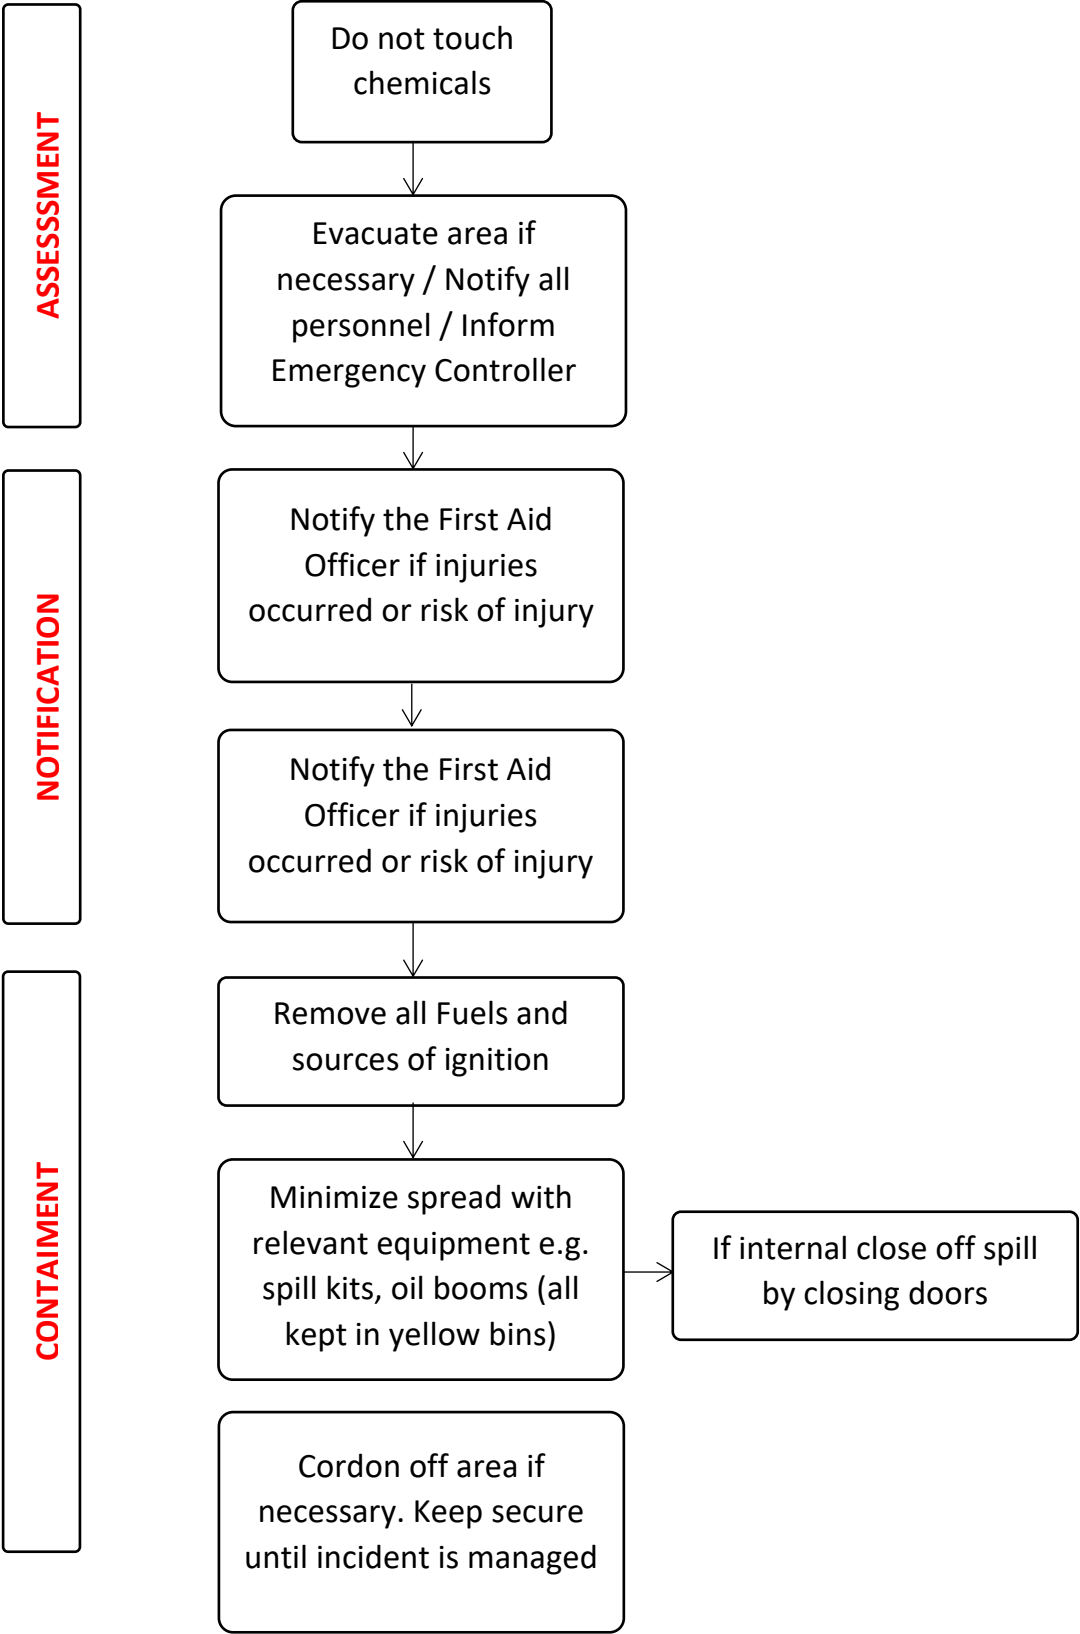 ASSESSSMENT
Do not touch
chemicals
Evacuate area if
necessary / Notify all
personnel / Inform
Emergency Controller
NOTIFICATION
Notify the First Aid
Officer if injuries
occurred or risk of injury
Notify the First Aid
Officer if injuries
occurred or risk of injury
CONTAIMENT
Remove all Fuels and
sources of ignition
Minimize spread with
relevant equipment e.g.
spill kits, oil booms (all
kept in yellow bins)
If internal close off spill
by closing doors
Cordon off area if
necessary. Keep secure
until incident is managed